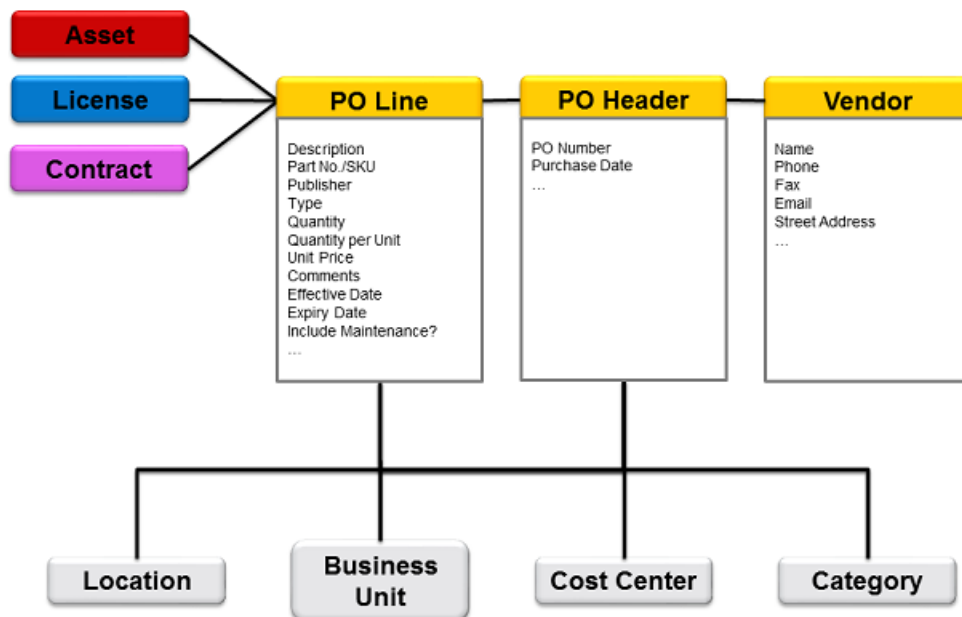 Asset
License
Contract
PO Line
Description
Part No./SKU
Publisher
Type
Quantity
Quantity per Unit
Unit Price
Comments
Effective Date
Expiry Date
Include Maintenance?
...
PO Header
PO Number
Purchase Date
...
Vendor
Name
Phone
Fax
Email
Street Address
...
Location
Business
Unit
Cost Center
Category